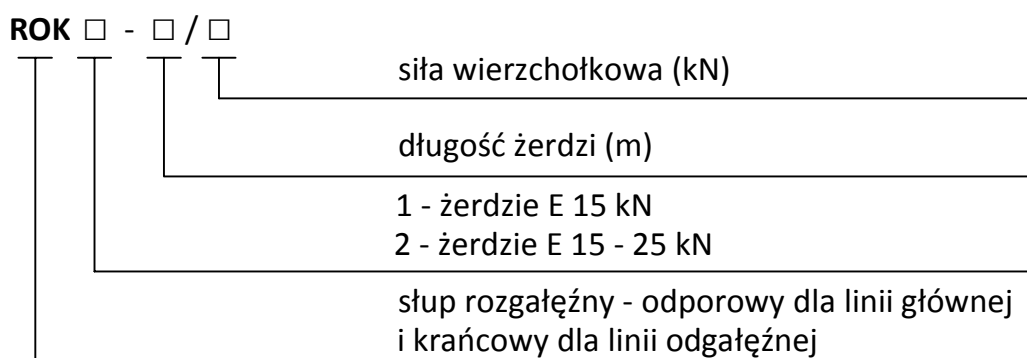 ROK □ - □ / □
siła wierzchołkowa (kN)
długość żerdzi (m)
1 - żerdzie E 15 kN
2 - żerdzie E 15 - 25 kN
słup rozgałęźny - odporowy dla linii głównej
i krańcowy dla linii odgałęźnej